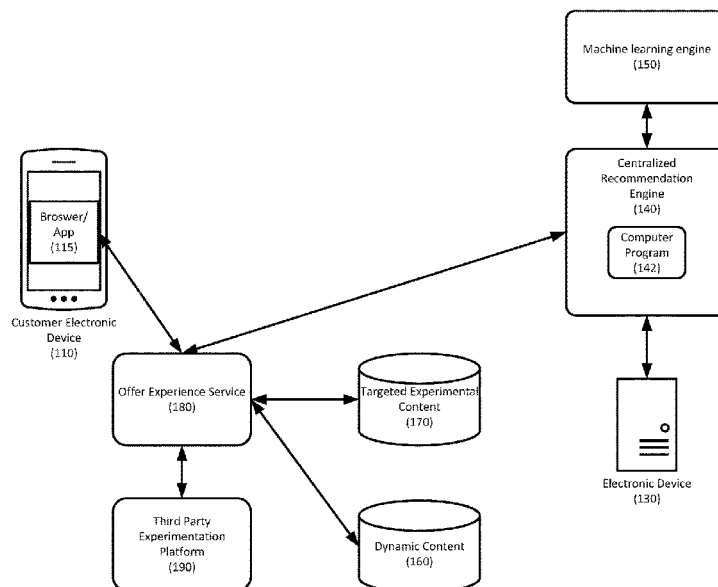 Machine learning engine
(150)
Centralized
Recommendation
Engine
(140)
Computer
Program
(142)
Broswer/
App
(115)
Customer Electronic
Device
(110)
Offer Experience Service
(180)
Targeted Experimental
Content
(170)
Electronic Device
(130)
Third Party
Experimentation
Platform
(190)
Dynamic Content
(160)